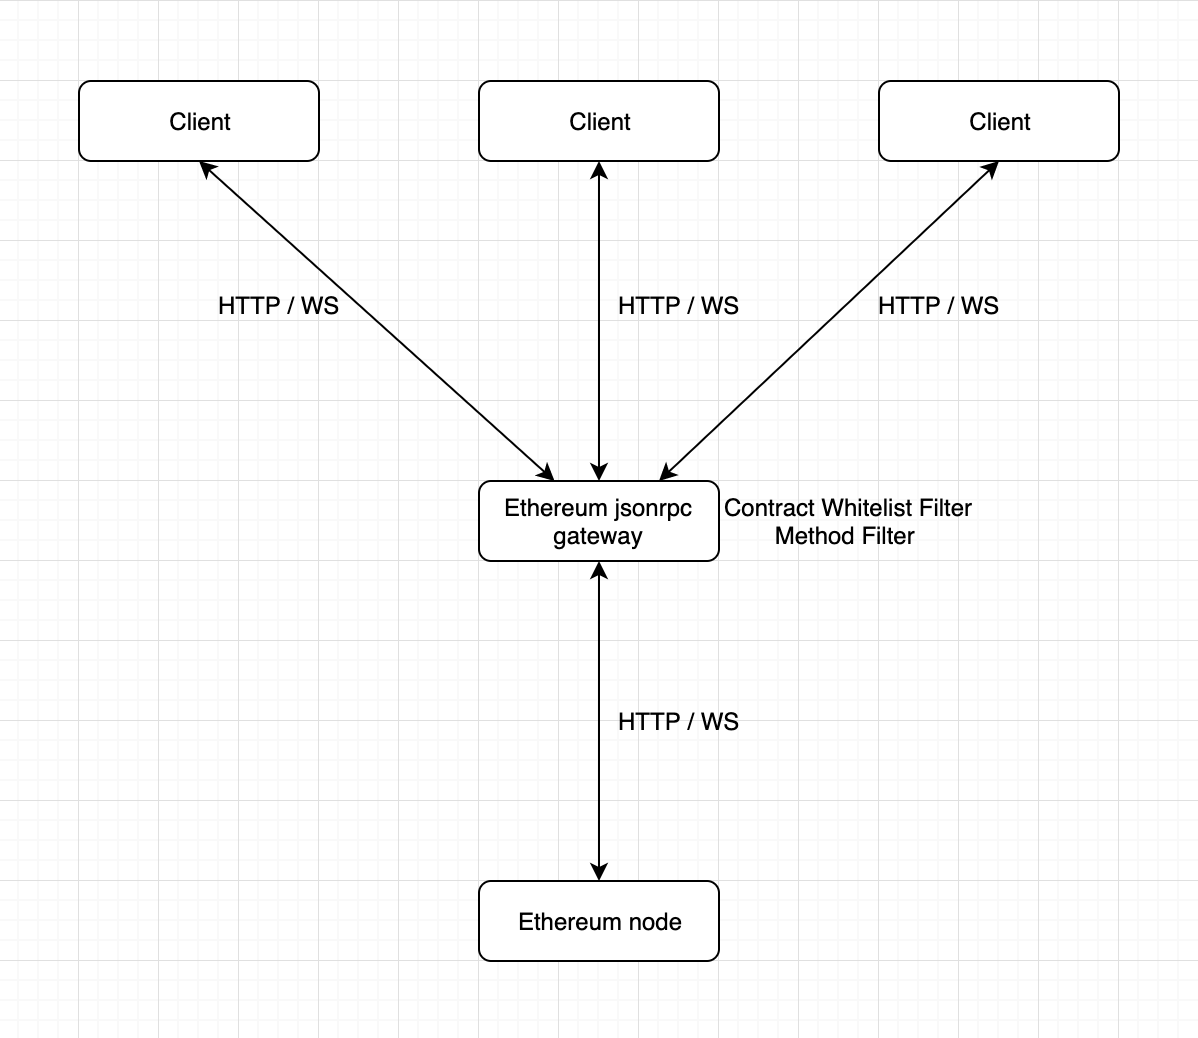 Client
Client
Client
HTTP / WS
HTTP / WS
HTTP / WS
Ethereum jsonrpc
gateway
Contract Whitelist Filter
Method Filter
HTTP / WS
Ethereum node